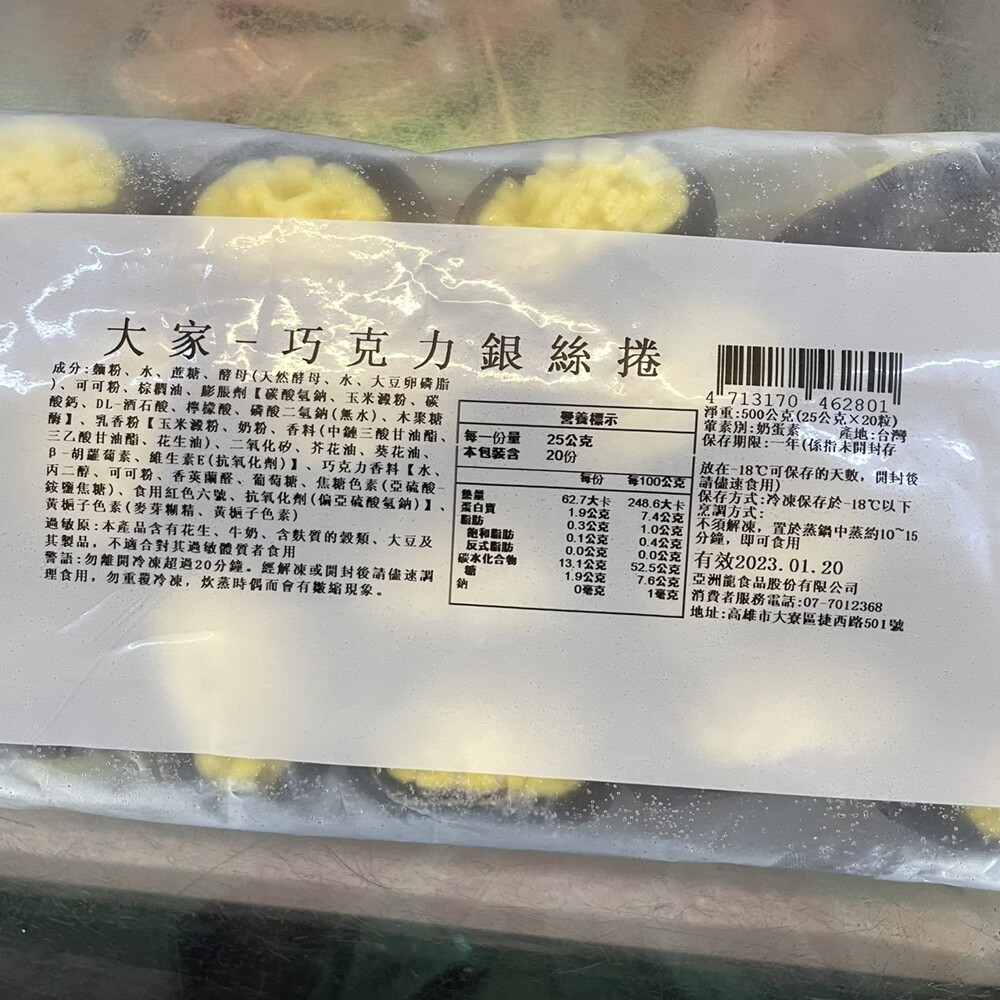 大家-巧克力銀絲捲
成分:麵粉、水、蔗糖、酵母(天然酵母、水、大豆卵磷脂
)、可可粉、棕櫚油、膨脹劑【碳酸氫鈉、玉米澱粉、碳
酸鈣、DL-酒石酸、檸檬酸、磷酸二氫鈉(無水)、木聚糖
酶】、乳香粉【玉米澱粉、奶粉、香料(中鏈三酸甘油酯、
三乙酸甘油酯、花生油)、二氧化矽、芥花油、葵花油、
β-胡蘿蔔素、維生素E(抗氧化劑)】、巧克力香料【水、
丙二醇、可可粉、香英蘭醛、葡萄糖、焦糖色素(亞硫酸-
銨鹽焦糖)、食用紅色六號、抗氧化劑(偏亞硫酸氫鈉)】、
黃梔子色素(麥芽糊精、黃梔子色素)
過敏原:本產品含有花生、牛奶、含麩質的穀類、大豆及
其製品，不適合對其過敏體質者食用
警語:勿離開冷凍超過20分鐘。經解凍或開封後請儘速調
理食用，勿重覆冷凍，炊蒸時偶而會有皺縮現象。
營養標示
每一份量 25公克
本包裝含 20份
每份 每100公克
熱量 62.7大卡 248.6大卡
蛋白質 1.9公克 7.4公克
脂肪 0.3公克 1.0公克
飽和脂肪 0.1公克 0.4公克
反式脂肪 0.0公克 0.0公克
碳水化合物 13.1公克 52.5公克
糖 1.9公克 7.6公克
鈉 0毫克 1毫克
4 713170 462801
淨重:500公克(25公克×20粒)
葷素別:奶蛋素 產地:台灣
保存期限:一年(係指未開封存
放在-18℃可保存的天數，開封後
請儘速食用)
保存方式:冷凍保存於-18℃以下
烹調方式:
不須解凍，置於蒸鍋中蒸約10~15
分鐘，即可食用
有效2023.01.20
亞洲龍食品股份有限公司
消費者服務電話:07-7012368
地址:高雄市大寮區捷西路501號